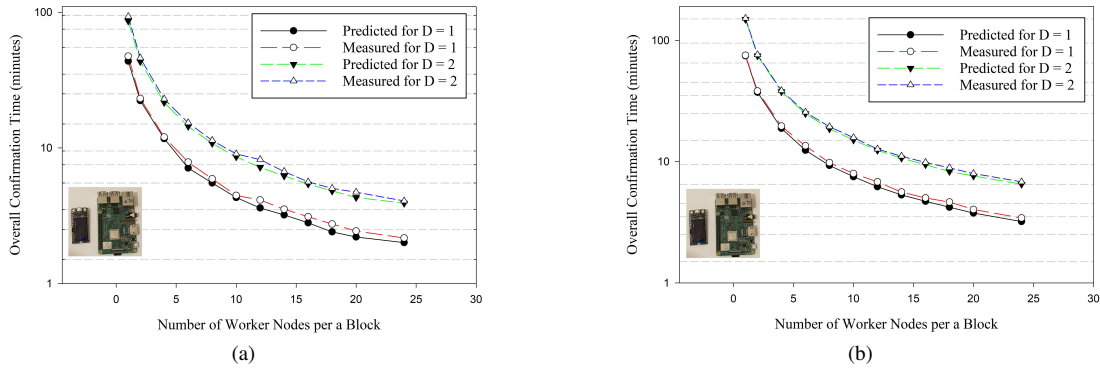 Overall Confirmation Time (minutes)
100
10
1
Predicted for D = 1
Measured for D = 1
Predicted for D = 2
Measured for D = 2
0 5 10 15 20 25 30
Number of Worker Nodes per a Block
(a)
Overall Confirmation Time (minutes)
100
10
1
Predicted for D = 1
Measured for D = 1
Predicted for D = 2
Measured for D = 2
0 5 10 15 20 25 30
Number of Worker Nodes per a Block
(b)